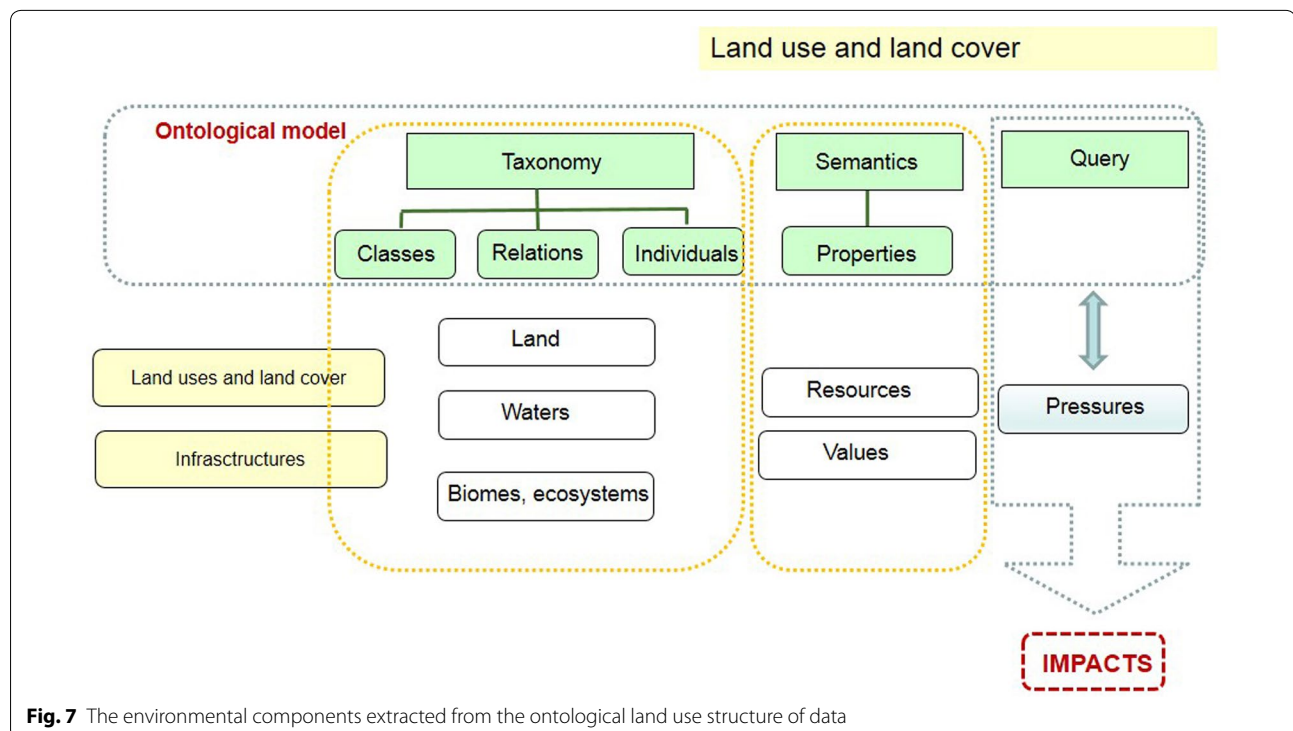 Land use and land cover
Ontological model
Taxonomy
Semantics
Query
Classes
Relations
Individuals
Properties
Land
Land uses and land cover
Resources
Waters
Pressures
Infrasctructures
Values
Biomes, ecosystems
IMPACTS
Fig. 7 The environmental components extracted from the ontological land use structure of data